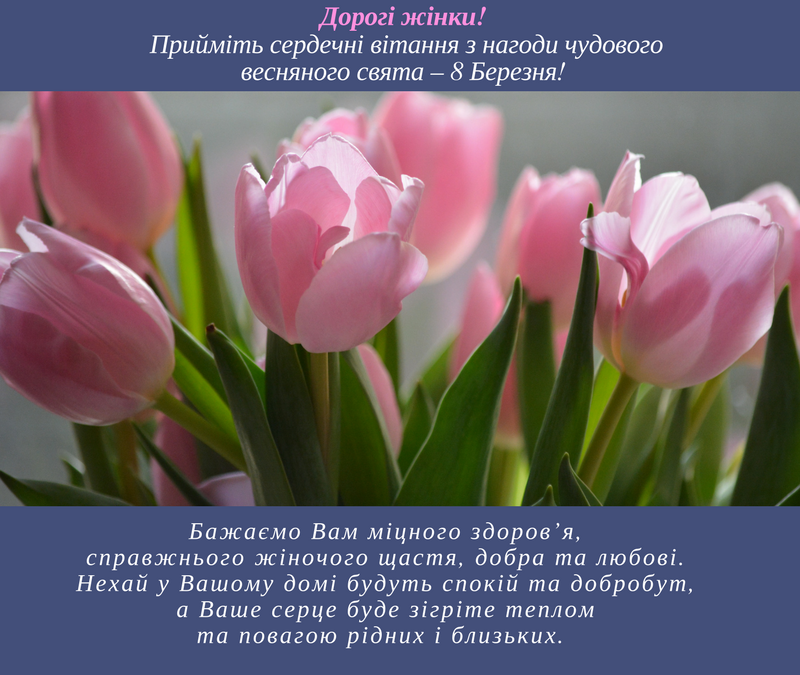 Дорогі жінки!
Прийміть сердечні вітання з нагоди чудового
весняного свята – 8 Березня!
Бажаємо Вам міцного здоров’я,
справжнього жіночого щастя, добра та любові.
Нехай у Вашому домі будуть спокій та добробут,
а Ваше серце буде зігріте теплом
та повагою рідних і близьких.